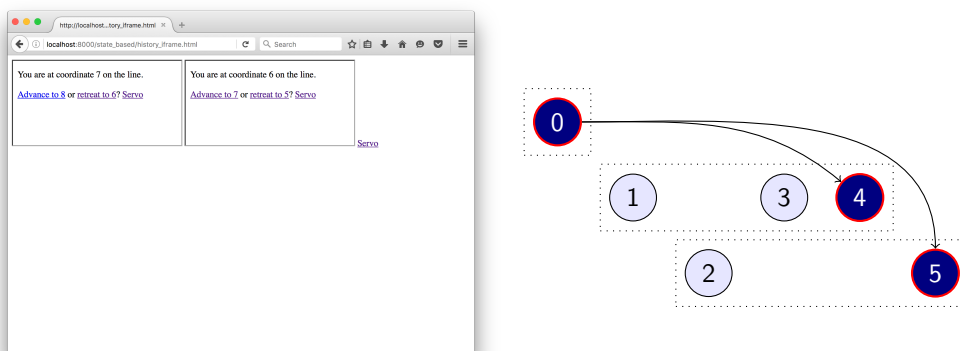 http://localhost...tory_iframe.html × +
localhost:8000/state_based/history_iframe.html
Search
You are at coordinate 7 on the line.
Advance to 8 or retreat to 6? Servo
You are at coordinate 6 on the line.
Advance to 7 or retreat to 5? Servo
Servo
0
1 3 4
2 5